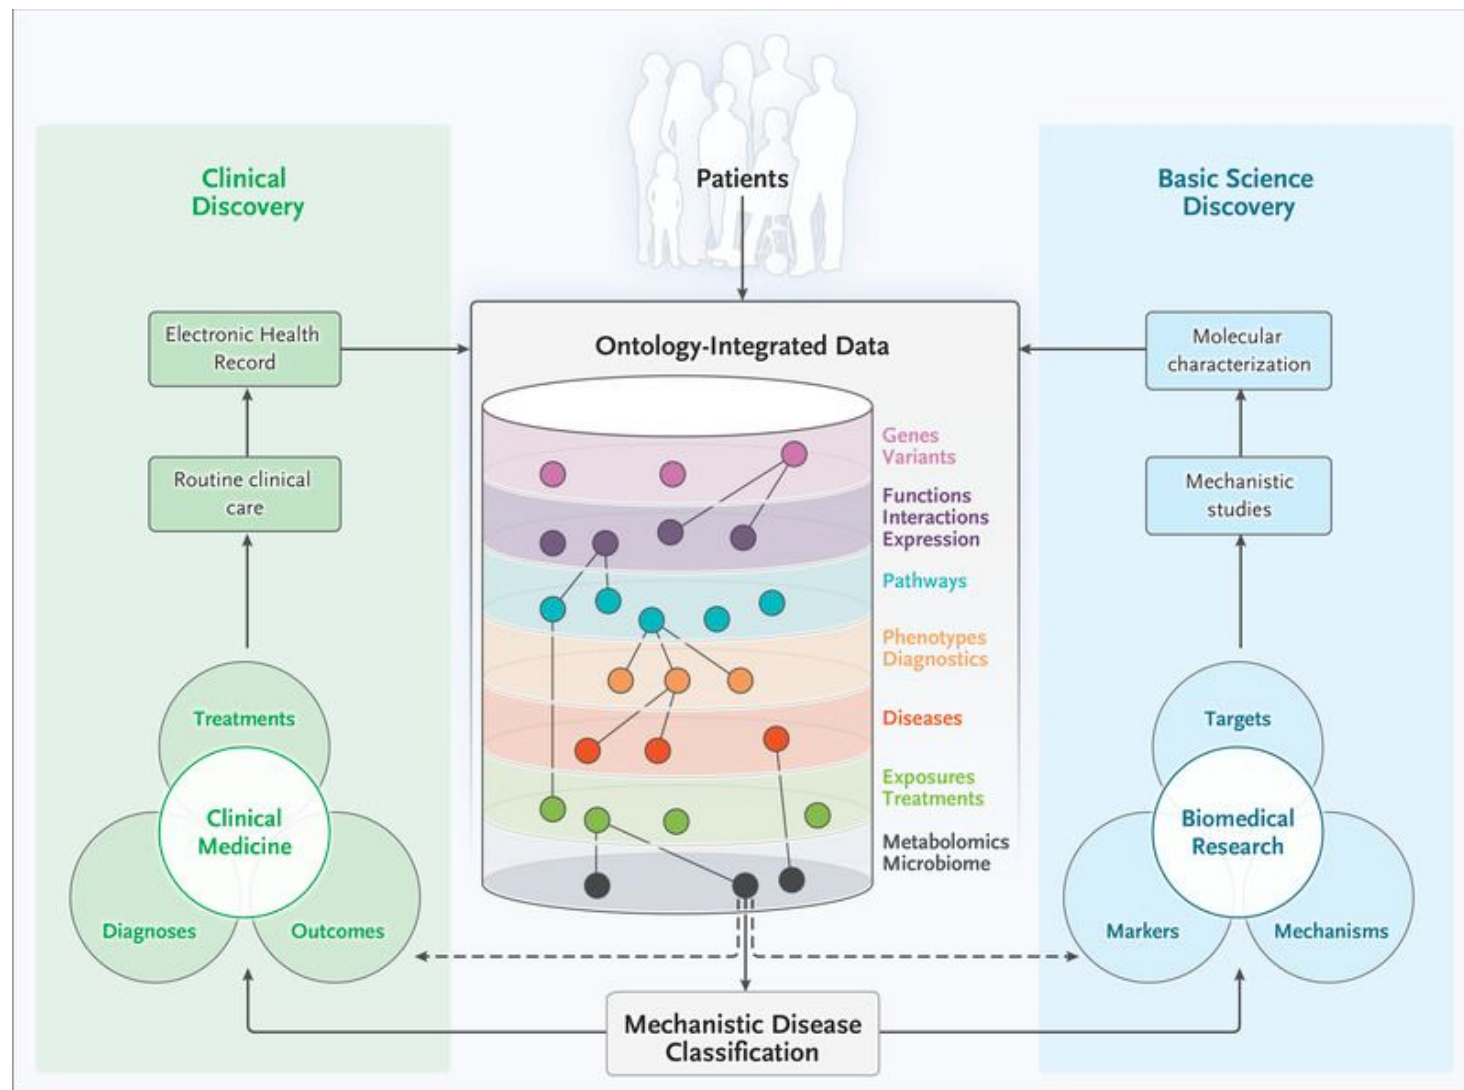 Patients
Clinical
Discovery
Electronic Health
Record
Routine clinical
care
Treatments
Clinical
Medicine
Diagnoses
Outcomes
Ontology-Integrated Data
Genes
Variants
Functions
Interactions
Expression
Pathways
Phenotypes
Diagnostics
Diseases
Exposures
Treatments
Metabolomics
Microbiome
Mechanistic Disease
Classification
Basic Science
Discovery
Molecular
characterization
Mechanistic
studies
Targets
Biomedical
Research
Markers
Mechanisms